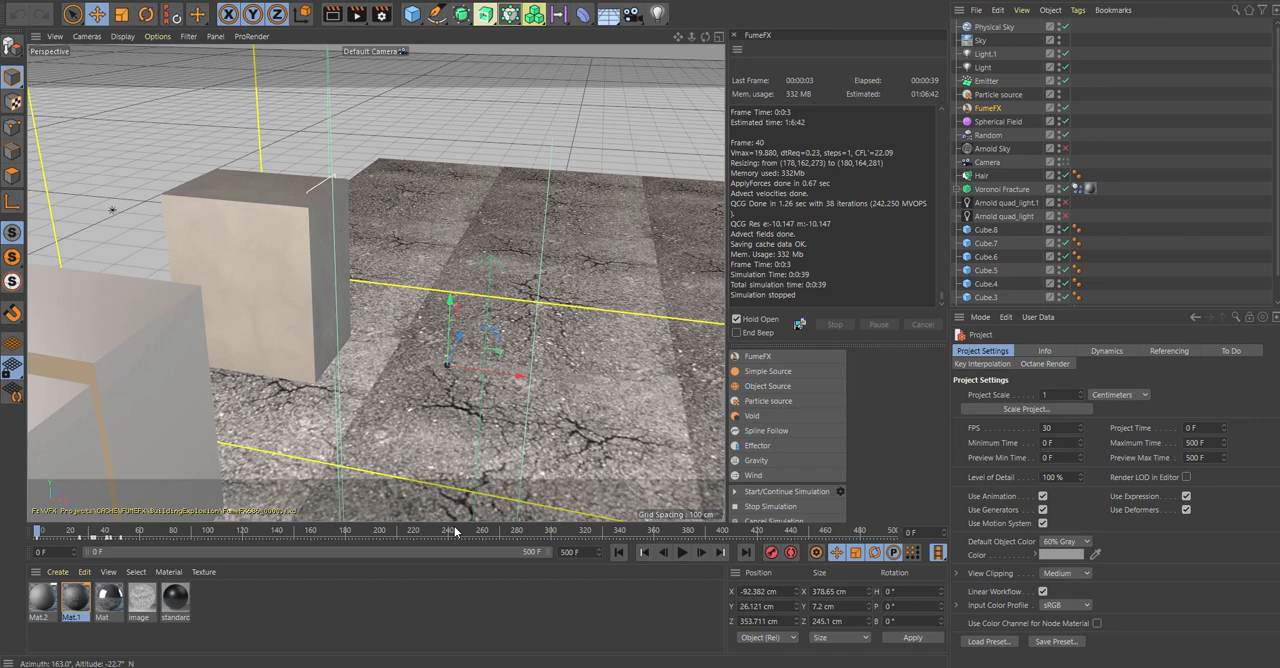 View Cameras Display Options Filter Panel ProRender
Perspective
Default Camera
Grid Spacing : 100 cm
FumeFX
Last Frame: 00:00:03 Elapsed: 00:00:39
Mem. usage: 332 MB Estimated: 01:06:42
Frame Time: 0:0:3
Estimated time: 1:6:42
Frame: 40
Vmax=19.880, dtReq=0.23, steps=1, CFL'=22.09
Resizing: from (178,162,273) to (180,164,281)
Memory used: 332Mb
ApplyForces done in 0.67 sec
Advect velocities done.
QCG Done in 1.26 sec with 38 iterations (242.250 MVOPS
).
QCG Res e:-10.147 m:-10.147
Advect fields done.
Saving cache data OK.
Mem. Usage: 332 Mb
Frame Time: 0:0:3
Simulation Time: 0:0:39
Total simulation time: 0:0:39
Simulation stopped
Hold Open
End Beep
Stop Pause Cancel
FumeFX
Simple Source
Object Source
Particle source
Void
Spline Follow
Effector
Gravity
Wind
Start/Continue Simulation
Stop Simulation
Cancel Simulation
File Edit View Object Tags Bookmarks
Physical Sky
Sky
Light.1
Light
Emitter
Particle source
FumeFX
Spherical Field
Random
Arnold Sky
Camera
Hair
Voronoi Fracture
Arnold quad_light.1
Arnold quad_light
Cube.8
Cube.7
Cube.6
Cube.5
Cube.4
Cube.3
Mode Edit User Data
Project
Project Settings Info Dynamics Referencing To Do
Key Interpolation Octane Render
Project Settings
Project Scale 1 Centimeters
Scale Project...
FPS 30 Project Time 0 F
Minimum Time 0 F Maximum Time 500 F
Preview Min Time 0 F Preview Max Time 500 F
Level of Detail 100 % Render LOD in Editor
Use Animation Use Expression
Use Generators Use Deformers
Use Motion System
Default Object Color 60% Gray
Color
View Clipping Medium
Linear Workflow
Input Color Profile sRGB
Use Color Channel for Node Material
Load Preset... Save Preset...
0 20 40 60 80 100 120 140 160 180 200 220 240 260 280 300 320 340 360 380 400 420 440 460 480 50 0 F
0 F 0 F 500 F 500 F
Create Edit View Select Material Texture
Mat.2 Mat.1 Mat image standarc
Position Size Rotation
X -92.382 cm X 378.65 cm H 0 °
Y 26.121 cm Y 7.2 cm P 0 °
Z 353.711 cm Z 245.1 cm B 0 °
Object (Rel) Size Apply
Azimuth: 163.0°, Altitude: -22.7° N